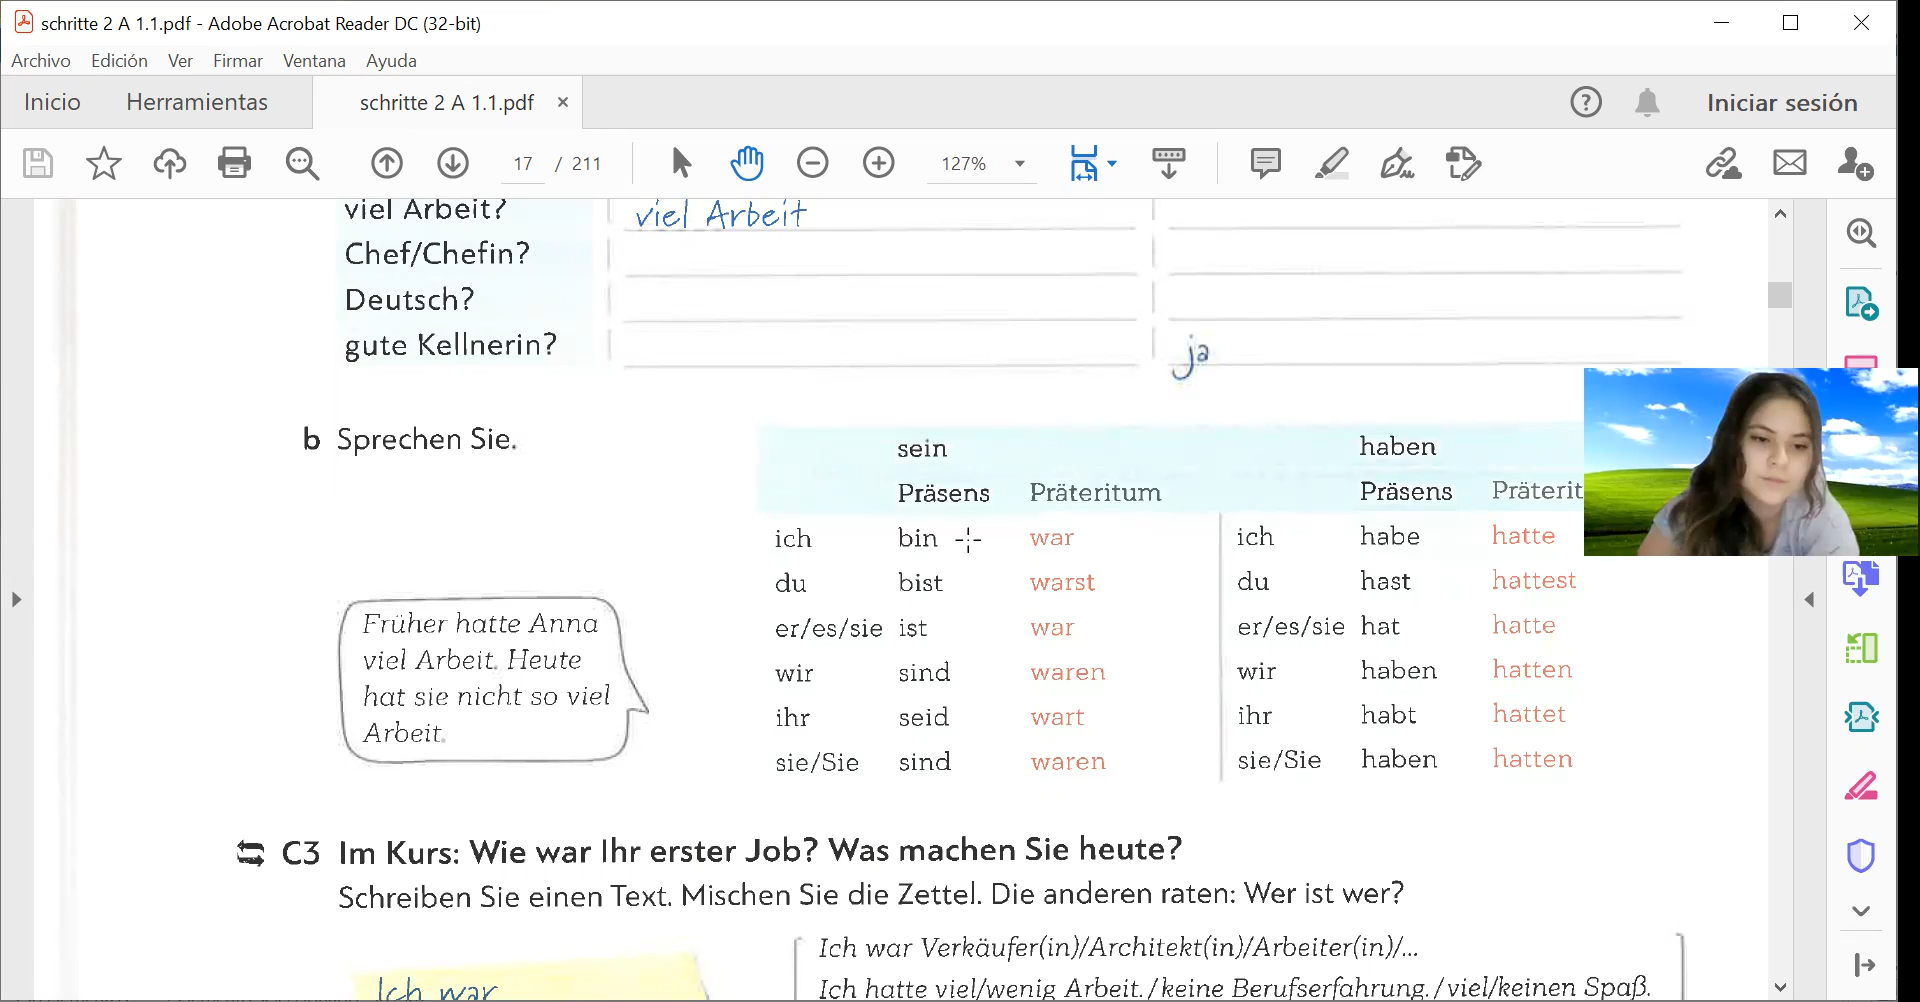 schritte 2 A 1.1.pdf - Adobe Acrobat Reader DC (32-bit)
Archivo Edición Ver Firmar Ventana Ayuda
Inicio Herramientas schritte 2 A 1.1.pdf × Iniciar sesión
17 / 211 127%
viel Arbeit? viel Arbeit
Chef/Chefin?
Deutsch?
gute Kellnerin? ja
b Sprechen Sie.
sein haben
Präsens Präteritum Präsens Präterit
ich bin war ich habe hatte
du bist warst du hast hattest
er/es/sie ist war er/es/sie hat hatte
wir sind waren wir haben hatten
ihr seid wart ihr habt hattet
sie/Sie sind waren sie/Sie haben hatten
Früher hatte Anna
viel Arbeit. Heute
hat sie nicht so viel
Arbeit.
C3 Im Kurs: Wie war Ihr erster Job? Was machen Sie heute?
Schreiben Sie einen Text. Mischen Sie die Zettel. Die anderen raten: Wer ist wer?
Ich war
Ich war Verkäufer(in)/Architekt(in)/Arbeiter(in)/...
Ich hatte viel/wenig Arbeit./keine Berufserfahrung./viel/keinen Spaß.